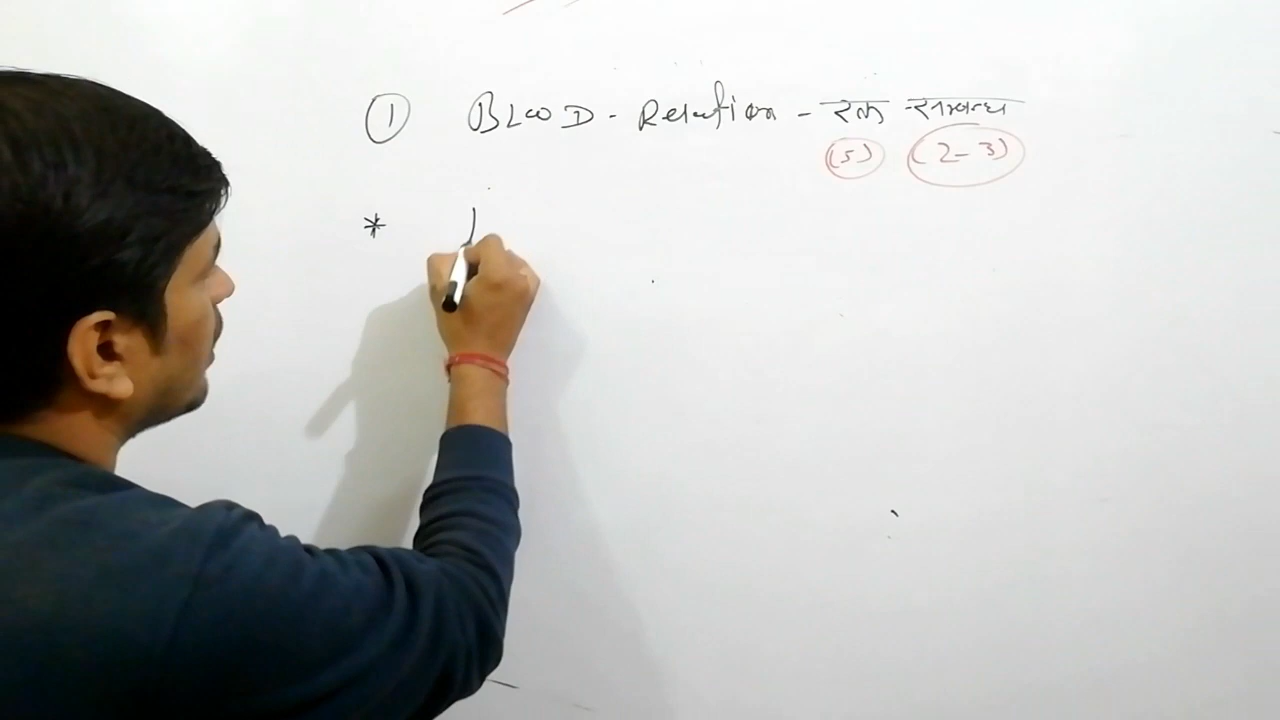 ① BLOOD - Relation - रक्त सम्बन्ध
(5) (2-3)
*